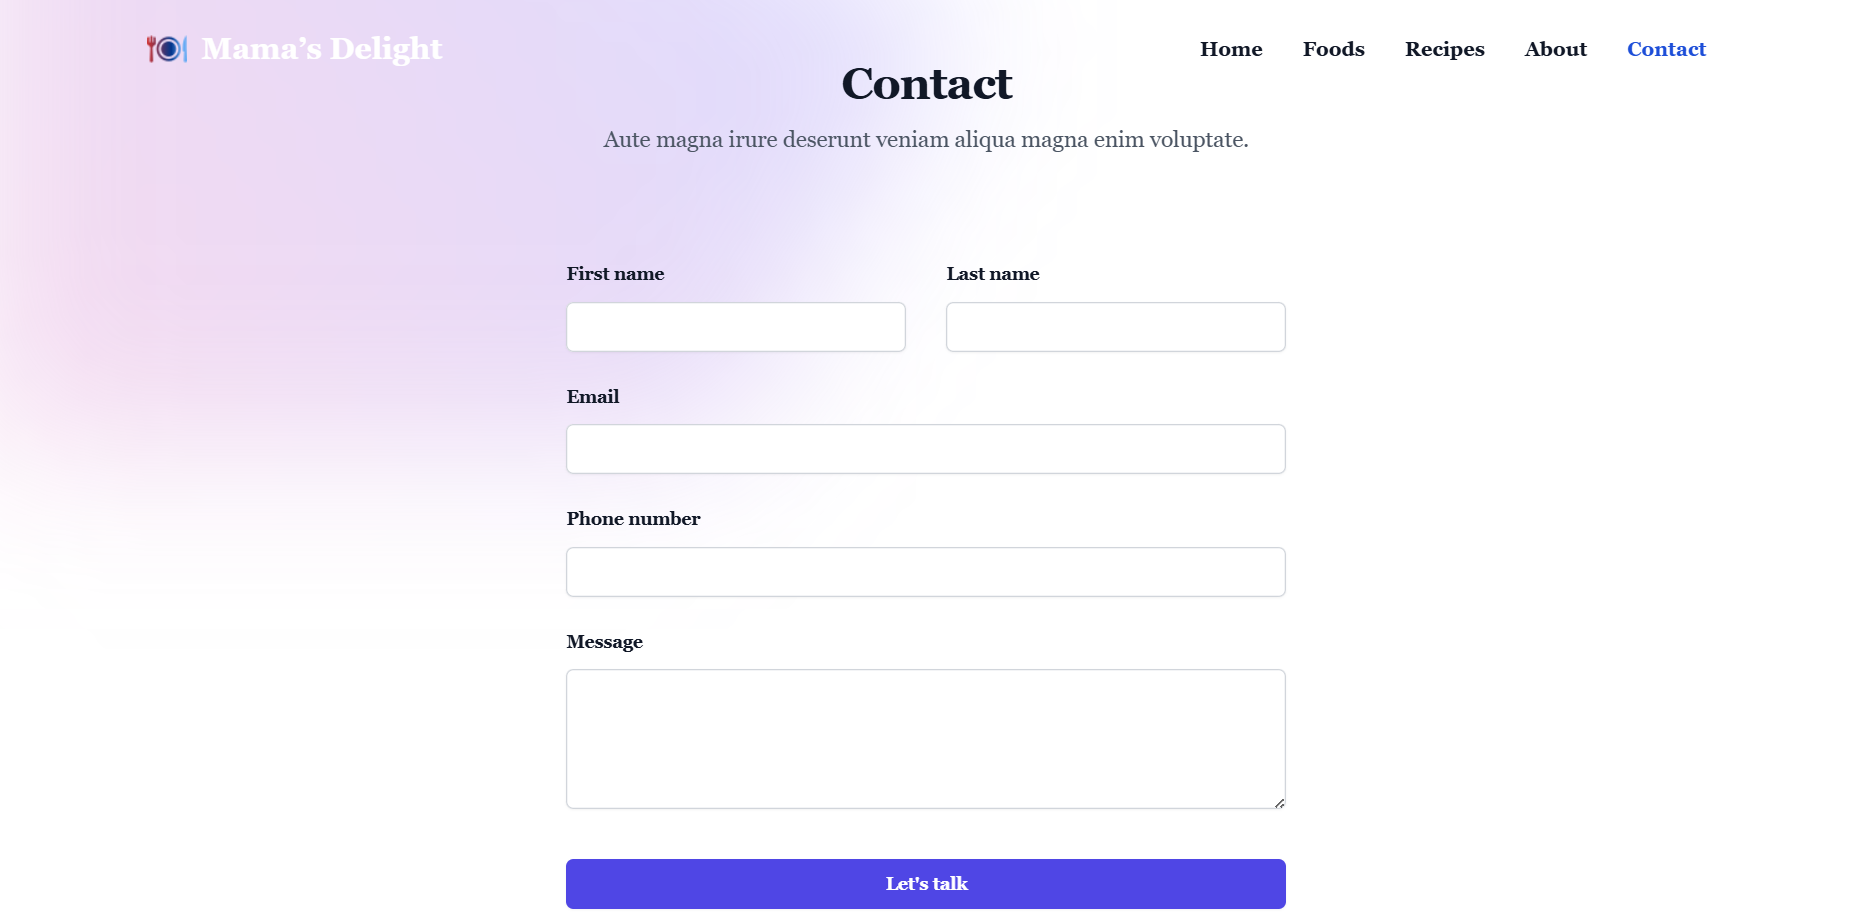 Mama’s Delight
Home Foods Recipes About Contact
Contact
Aute magna irure deserunt veniam aliqua magna enim voluptate.
First name Last name
Email
Phone number
Message
Let's talk